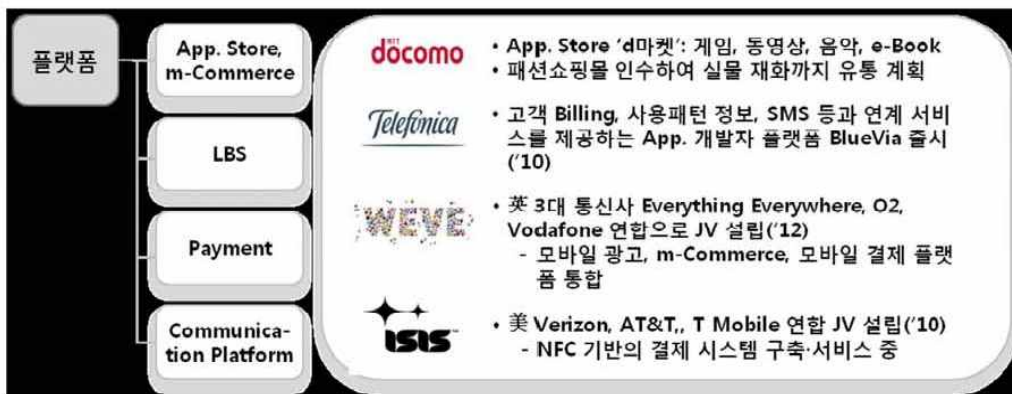 플랫폼
App. Store,
m-Commerce
LBS
Payment
Communica-
tion Platform
NTT
döcomo
• App. Store 'd마켓': 게임, 동영상, 음악, e-Book
• 패션쇼핑몰 인수하여 실물 재화까지 유통 계획
Telefónica
• 고객 Billing, 사용패턴 정보, SMS 등과 연계 서비
스를 제공하는 App. 개발자 플랫폼 BlueVia 출시
('10)
WEVE
• 英 3대 통신사 Everything Everywhere, O2,
Vodafone 연합으로 JV 설립('12)
- 모바일 광고, m-Commerce, 모바일 결제 플랫
폼 통합
ISIS™
• 美 Verizon, AT&T,, T Mobile 연합 JV 설립('10)
- NFC 기반의 결제 시스템 구축·서비스 중